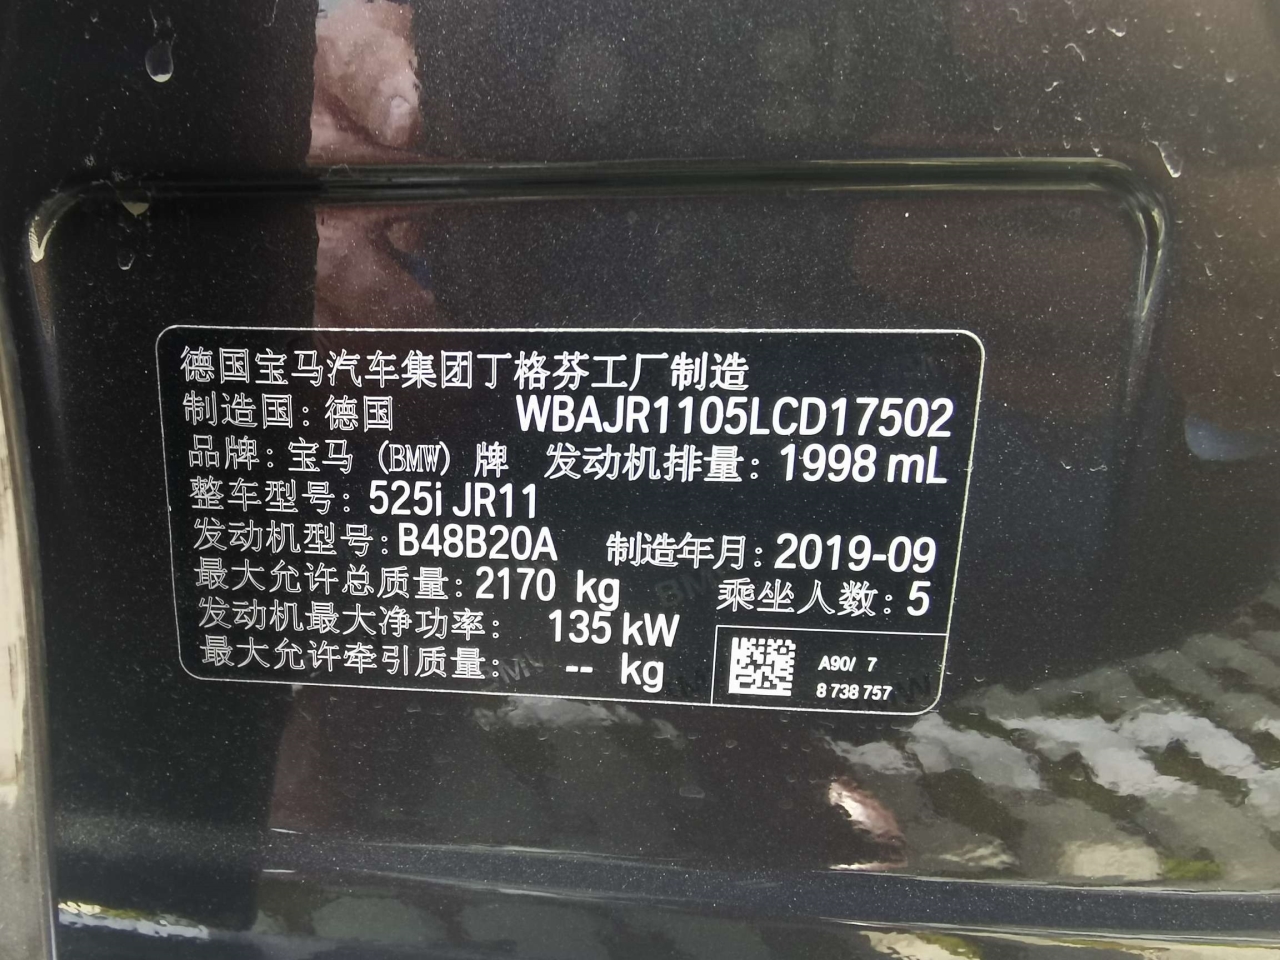 德国宝马汽车集团丁格芬工厂制造
制造国：德国 WBAJR1105LCD17502
品牌：宝马 (BMW) 牌 发动机排量：1998 mL
整车型号：525i JR11
发动机型号：B48B20A 制造年月：2019-09
最大允许总质量：2170 kg 乘坐人数：5
发动机最大净功率： 135 kW
最大允许牵引质量： -- kg
A90/ 7
8 738 757